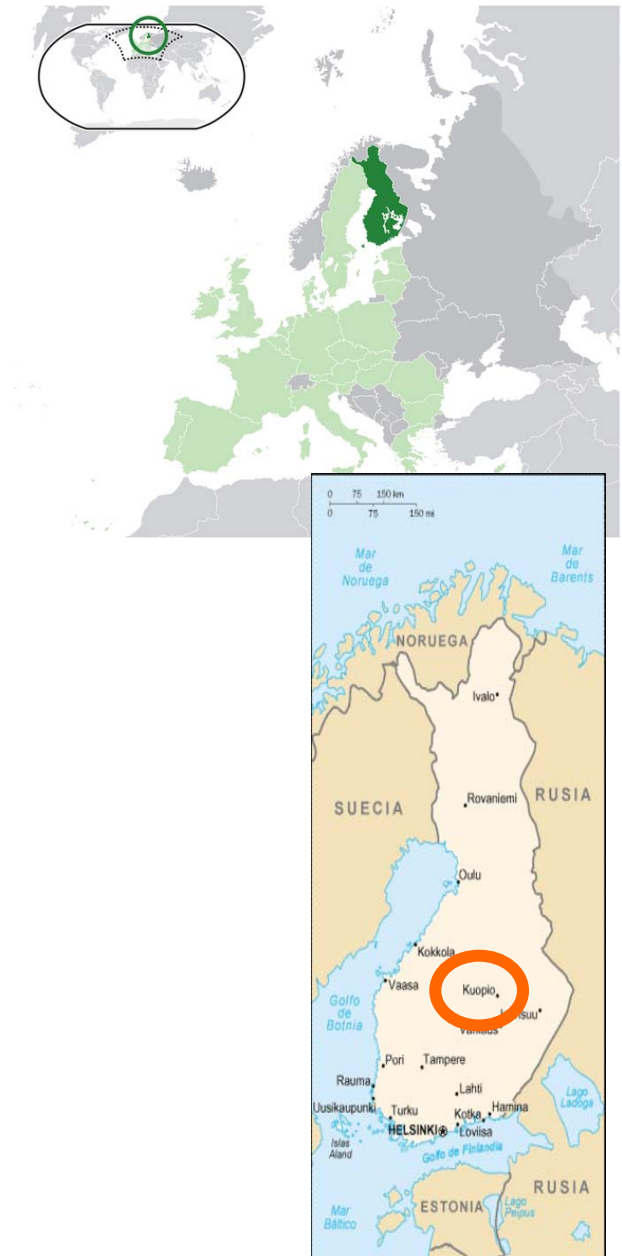 0 75 150 km
0 75 150 mi
Mar
de
Noruega
Mar
de
Barents
NORUEGA
Ivalo
SUECIA
Rovaniemi
RUSIA
Oulu
Kokkola
Vaasa
Kuopio
Golfo
de
Botnia
Pori
Tampere
Rauma
Lahti
Lago
Ladoga
Uusikaupunki
Turku
Kotka
Hamina
HELSINKI
Loviisa
Islas
Aland
Golfo de Finlandia
RUSIA
Mar
Báltico
ESTONIA
Lago
Peipus